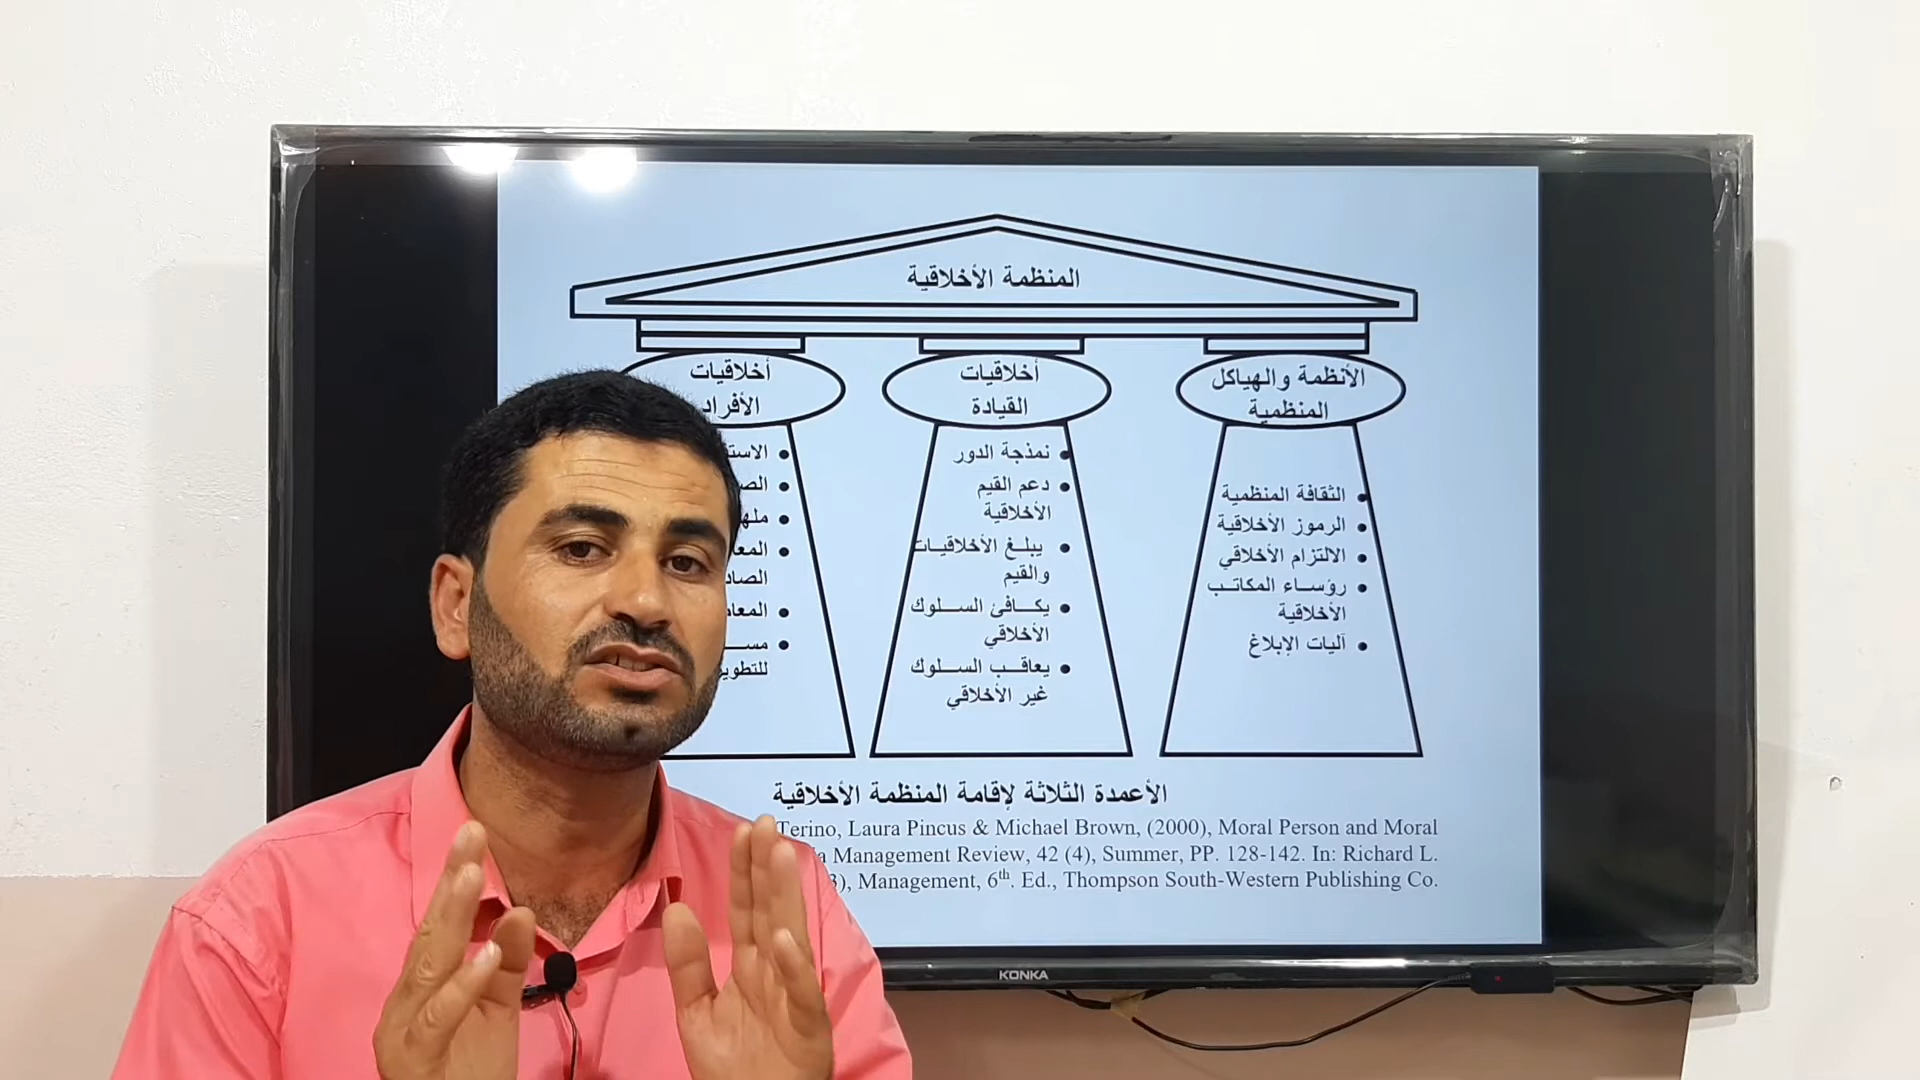 المنظمة الأخلاقية
الأنظمة والهياكل
المنظمية
الثقافة المنظمية
الرموز الأخلاقية
الالتزام الأخلاقي
رؤساء المكاتب
الأخلاقية
آليات الإبلاغ
أخلاقيات
القيادة
نمذجة الدور
دعم القيم
الأخلاقية
يبلغ الأخلاقيات
والقيم
يكافئ السلوك
الأخلاقي
يعاقب السلوك
غير الأخلاقي
أخلاقيات
الأفراد
الأعمدة الثلاثة لإقامة المنظمة الأخلاقية
Terino, Laura Pincus & Michael Brown, (2000), Moral Person and Moral
Management Review, 42 (4), Summer, PP. 128-142. In: Richard L.
Management, 6th. Ed., Thompson South-Western Publishing Co.
KONKA